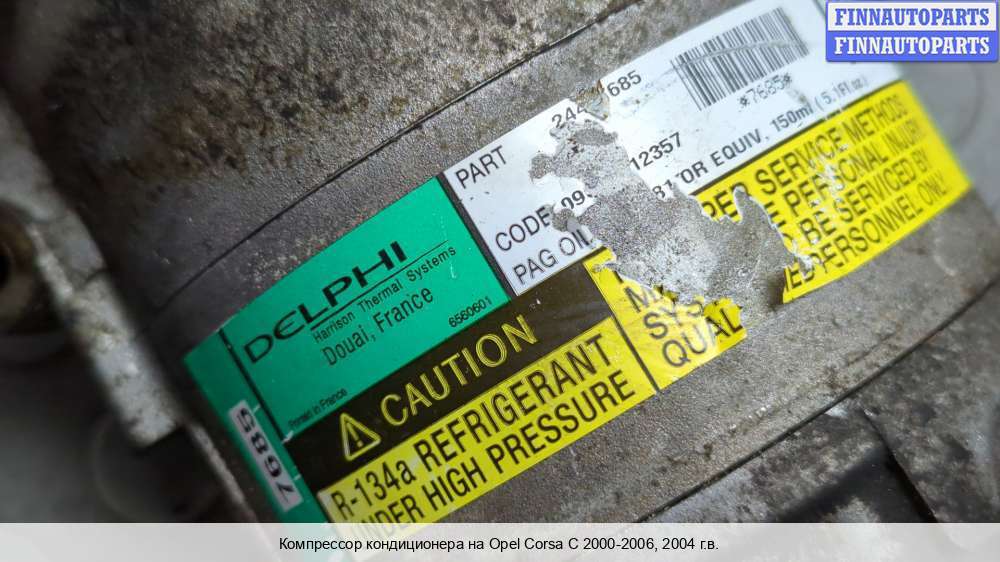 FINNAUTOPARTS
FINNAUTOPARTS
PART
685
*7685*
CODE
12357
PAG OIL
OR EQUIV. 150ml (5.1Fl.oz.)
DELPHI
Harrison Thermal Systems
Douai, France
6560601
Printed in France
7685
CAUTION
R-134a REFRIGERANT
UNDER HIGH PRESSURE
SERVICE METHODS
PERSONAL INJURY
BE SERVICED BY
PERSONNEL ONLY
Компрессор кондиционера на Opel Corsa C 2000-2006, 2004 г.в.